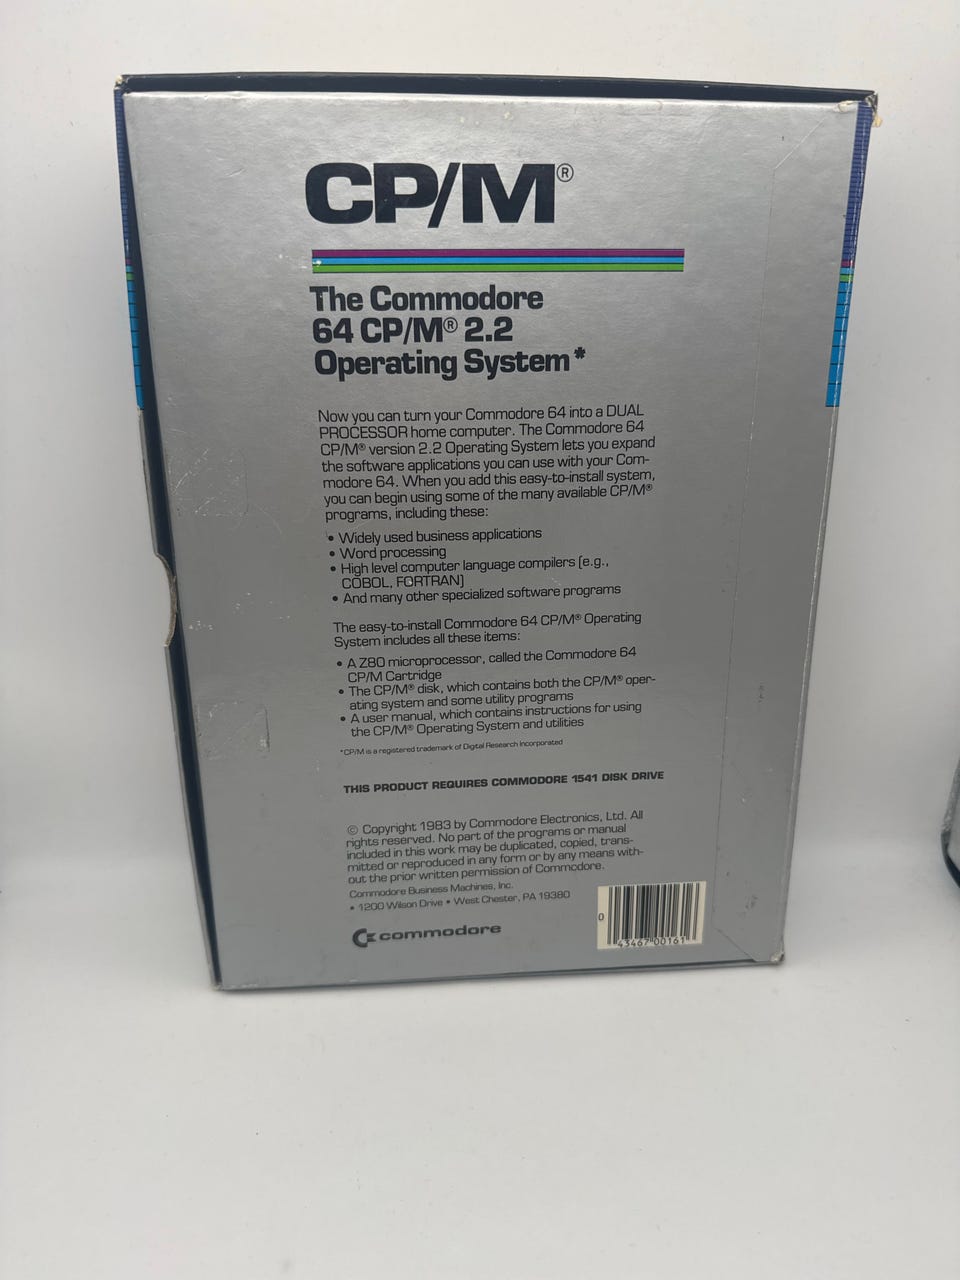 CP/M®
The Commodore
64 CP/M® 2.2
Operating System*
Now you can turn your Commodore 64 into a DUAL
PROCESSOR home computer. The Commodore 64
CP/M® version 2.2 Operating System lets you expand
the software applications you can use with your Com-
modore 64. When you add this easy-to-install system,
you can begin using some of the many available CP/M®
programs, including these:
• Widely used business applications
• Word processing
• High level computer language compilers (e.g.,
COBOL, FORTRAN)
• And many other specialized software programs
The easy-to-install Commodore 64 CP/M® Operating
System includes all these items:
• A Z80 microprocessor, called the Commodore 64
CP/M Cartridge
• The CP/M® disk, which contains both the CP/M® oper-
ating system and some utility programs
• A user manual, which contains instructions for using
the CP/M® Operating System and utilities
*CP/M is a registered trademark of Digital Research Incorporated
THIS PRODUCT REQUIRES COMMODORE 1541 DISK DRIVE
© Copyright 1983 by Commodore Electronics, Ltd. All
rights reserved. No part of the programs or manual
included in this work may be duplicated, copied, trans-
mitted or reproduced in any form or by any means with-
out the prior written permission of Commodore.
Commodore Business Machines, Inc.
• 1200 Wilson Drive • West Chester, PA 19380
commodore
0 43467 00161